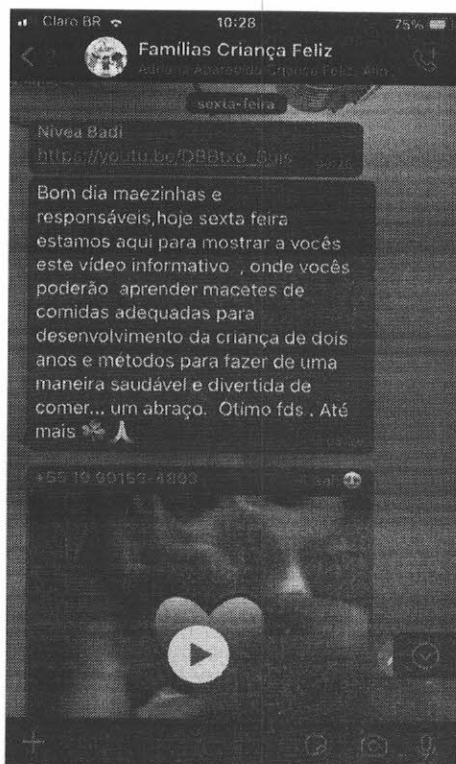 Claro BR 10:28 75%
Famílias Criança Feliz
sexta-feira
Nivea Badi
Bom dia maezinhas e
responsáveis,hoje sexta feira
estamos aqui para mostrar a vocês
este vídeo informativo , onde vocês
poderão aprender macetes de
comidas adequadas para
desenvolvimento da criança de dois
anos e métodos para fazer de uma
maneira saudável e divertida de
comer... um abraço. Otimo fds . Até
mais ☘️ 🙏